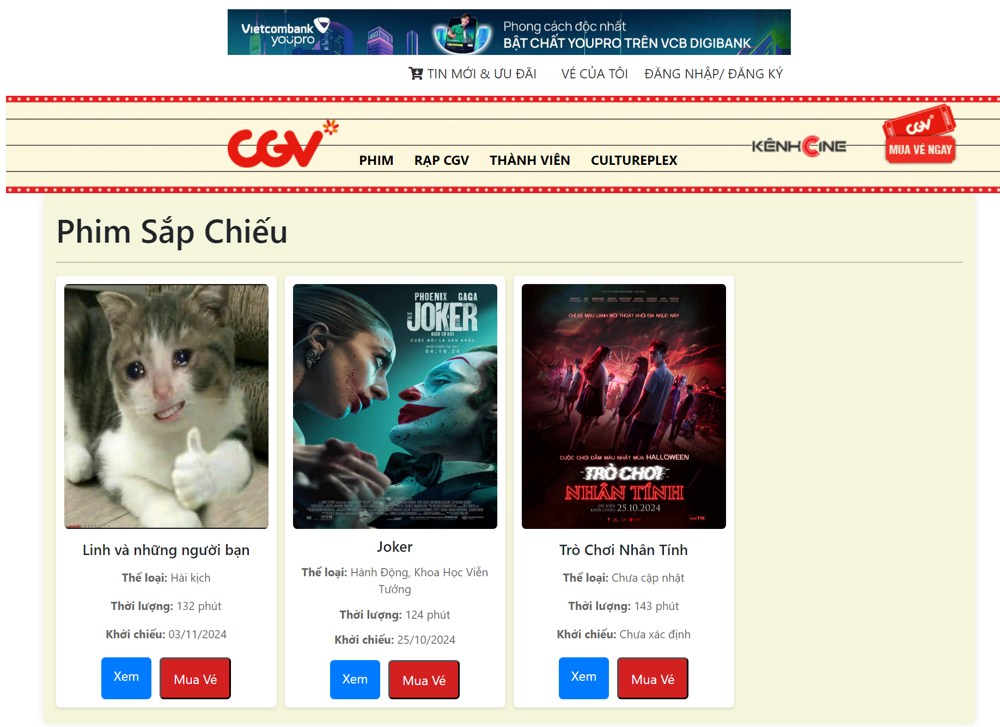 Vietcombank
youpro
Phong cách độc nhất
BẬT CHẤT YOUPRO TRÊN VCB DIGIBANK
TIN MỚI & ƯU ĐÃI
VÉ CỦA TÔI
ĐĂNG NHẬP/ ĐĂNG KÝ
CGV
PHIM
RẠP CGV
THÀNH VIÊN
CULTUREPLEX
KÊNH CINE
CGV
MUA VÉ NGAY
Phim Sắp Chiếu
PHOENIX GAGA
FOLIE
JOKER
A
DEUX
ĐIÊN CÓ ĐÔI
CUỘC ĐỜI LÀ SÂN KHẤU
KHỞI CHIẾU TẠI RẠP
04.10.24
IMAX
CHỈ KẺ MÁU LẠNH MỚI THOÁT KHỎI ĐỊA NGỤC NÀY
CUỘC CHƠI ĐẪM MÁU NHẤT MÙA HALLOWEEN
TRÒ CHƠI
NHÂN TÍNH
DỰ KIẾN
KHỞI CHIẾU 25.10.2024
T16
Linh và những người bạn
Thể loại: Hài kịch
Thời lượng: 132 phút
Khởi chiếu: 03/11/2024
Xem
Mua Vé
Joker
Thể loại: Hành Động, Khoa Học Viễn
Tưởng
Thời lượng: 124 phút
Khởi chiếu: 25/10/2024
Xem
Mua Vé
Trò Chơi Nhân Tính
Thể loại: Chưa cập nhật
Thời lượng: 143 phút
Khởi chiếu: Chưa xác định
Xem
Mua Vé